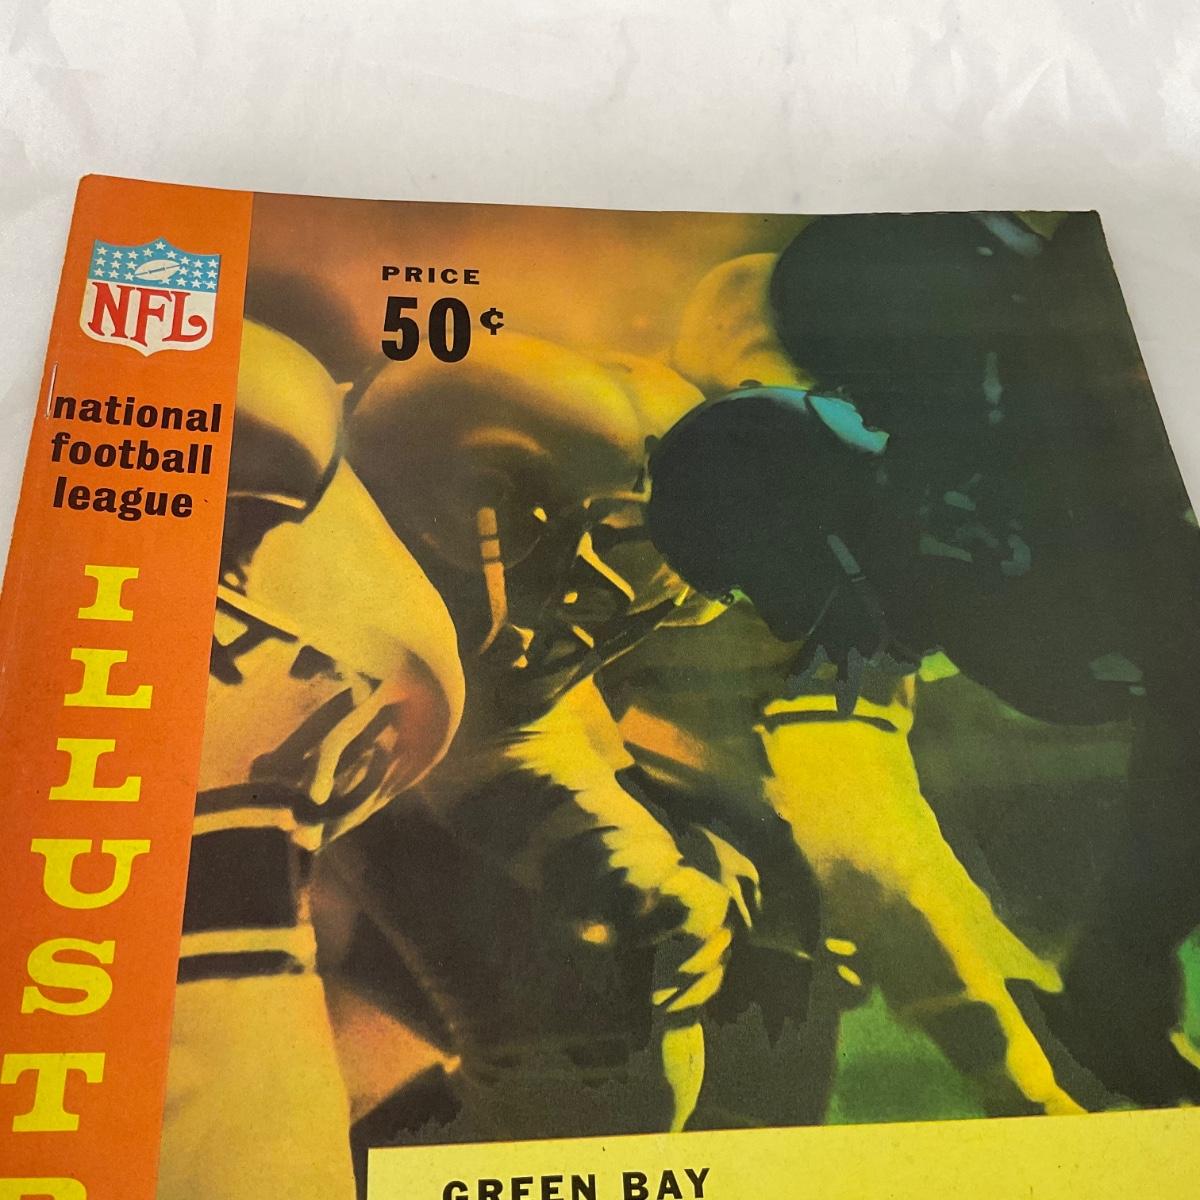 NFL
national
football
league
ILLUST
PRICE
50¢
GREEN BAY